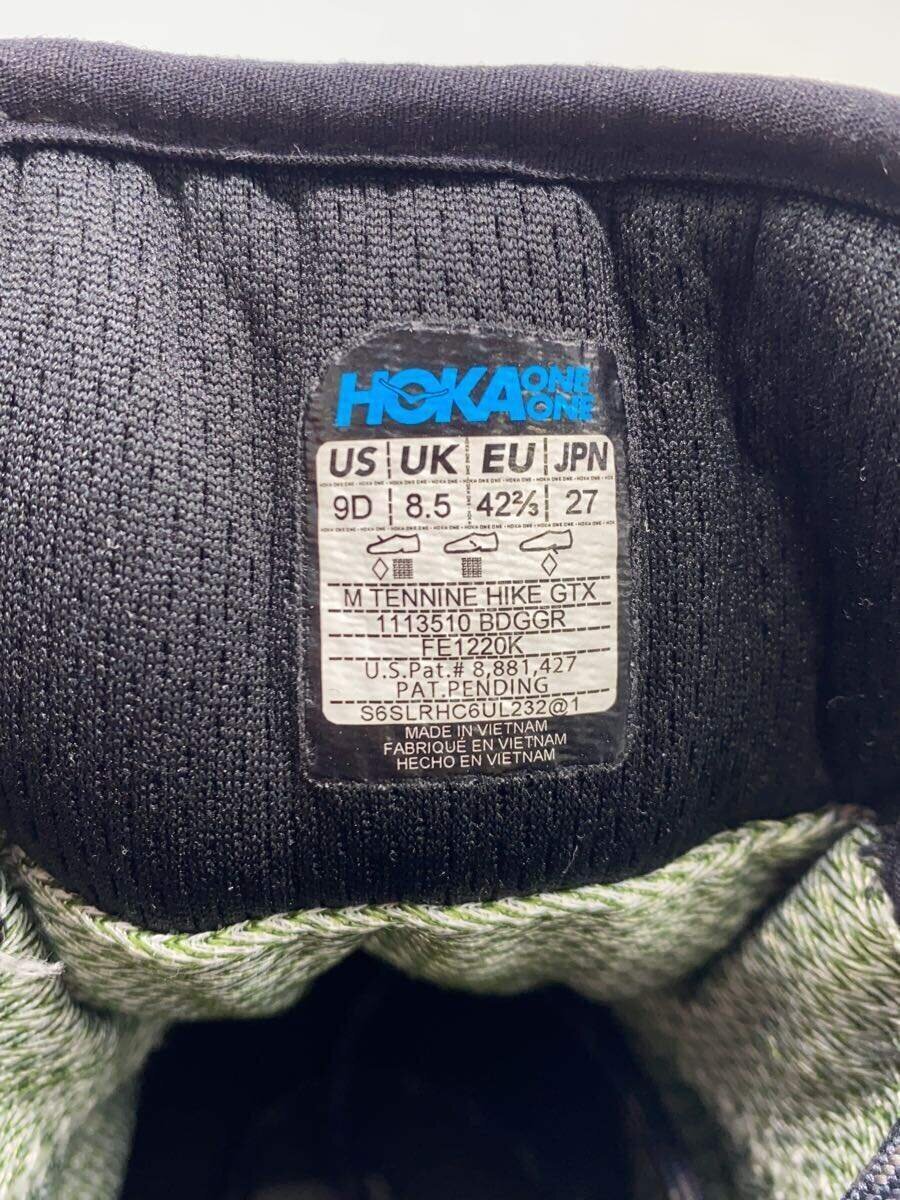 HOKA ONE ONE
US UK EU JPN
9D 8.5 42⅔ 27
M TENNINE HIKE GTX
1113510 BDGGR
FE1220K
U.S.Pat.# 8,881,427
PAT.PENDING
S6SLRHC6UL232@1
MADE IN VIETNAM
FABRIQUÉ EN VIETNAM
HECHO EN VIETNAM